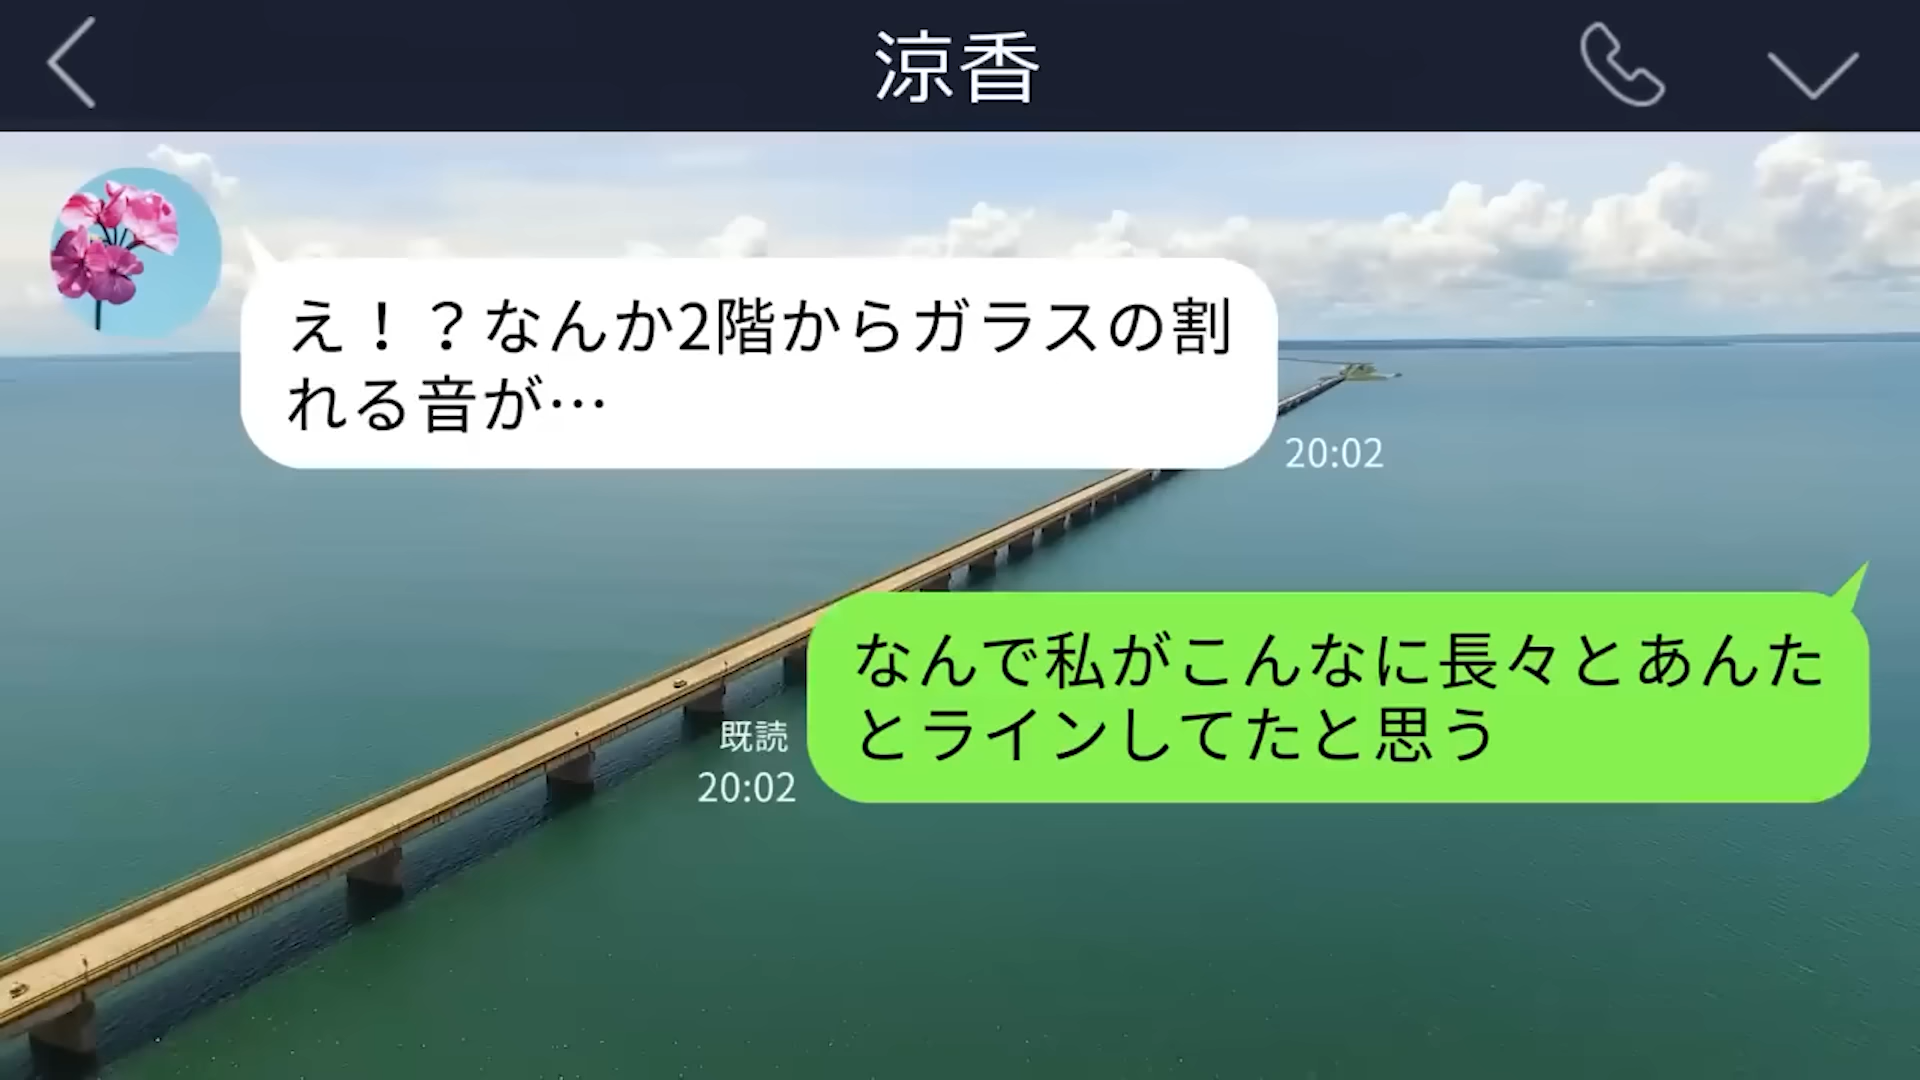 涼香
え！？なんか2階からガラスの割
れる音が…
20:02
なんで私がこんなに長々とあんた
とラインしてたと思う
既読
20:02